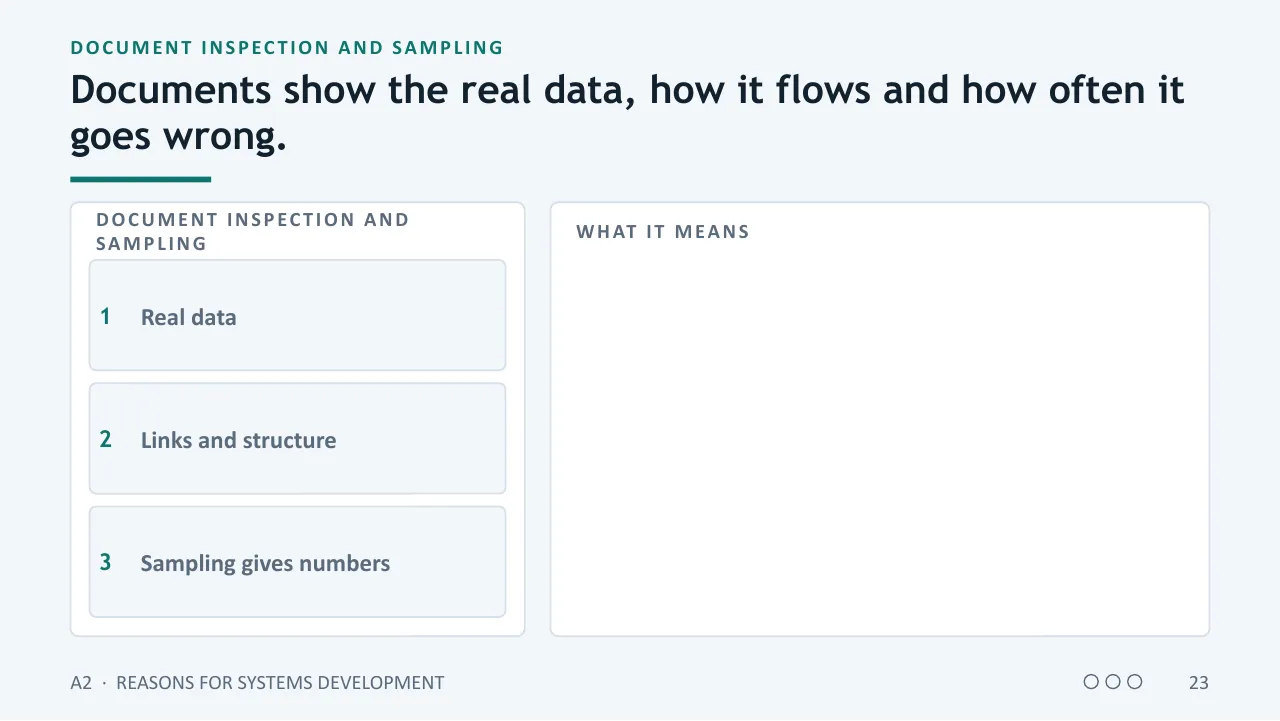 DOCUMENT INSPECTION AND SAMPLING
Documents show the real data, how it flows and how often it
goes wrong.
DOCUMENT INSPECTION AND
SAMPLING
1 Real data
2 Links and structure
3 Sampling gives numbers
WHAT IT MEANS
A2 · REASONS FOR SYSTEMS DEVELOPMENT
23